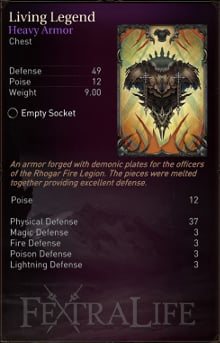 Living Legend
Heavy Armor
Chest
Defense 49
Poise 12
Weight 9.00
Empty Socket
An armor forged with demonic plates for the officers
of the Rhogar Fire Legion. The pieces were melted
together providing excellent defense.
Poise 12
Physical Defense 37
Magic Defense 3
Fire Defense 3
Poison Defense 3
Lightning Defense 3
FEXTRALIFE